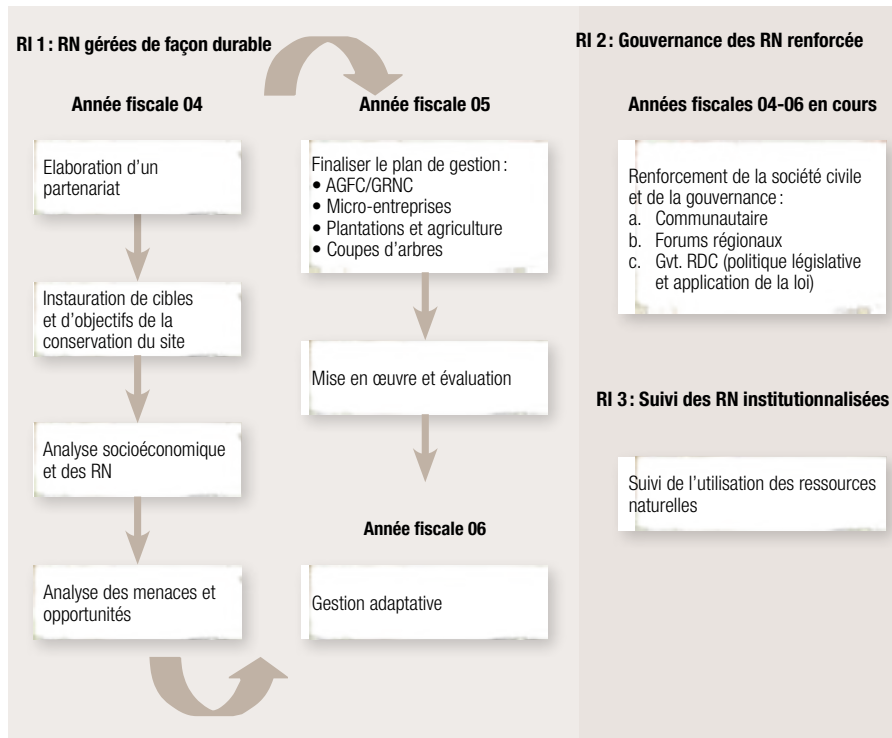 RI 1 : RN gérées de façon durable
Année fiscale 04
Elaboration d'un
partenariat
Instauration de cibles
et d'objectifs de la
conservation du site
Analyse socioéconomique
et des RN
Analyse des menaces et
opportunités
Année fiscale 05
Finaliser le plan de gestion :
• AGFC/GRNC
• Micro-entreprises
• Plantations et agriculture
• Coupes d'arbres
Mise en œuvre et évaluation
Année fiscale 06
Gestion adaptative
RI 2 : Gouvernance des RN renforcée
Années fiscales 04-06 en cours
Renforcement de la société civile
et de la gouvernance :
a. Communautaire
b. Forums régionaux
c. Gvt. RDC (politique législative
et application de la loi)
RI 3 : Suivi des RN institutionnalisées
Suivi de l'utilisation des ressources
naturelles